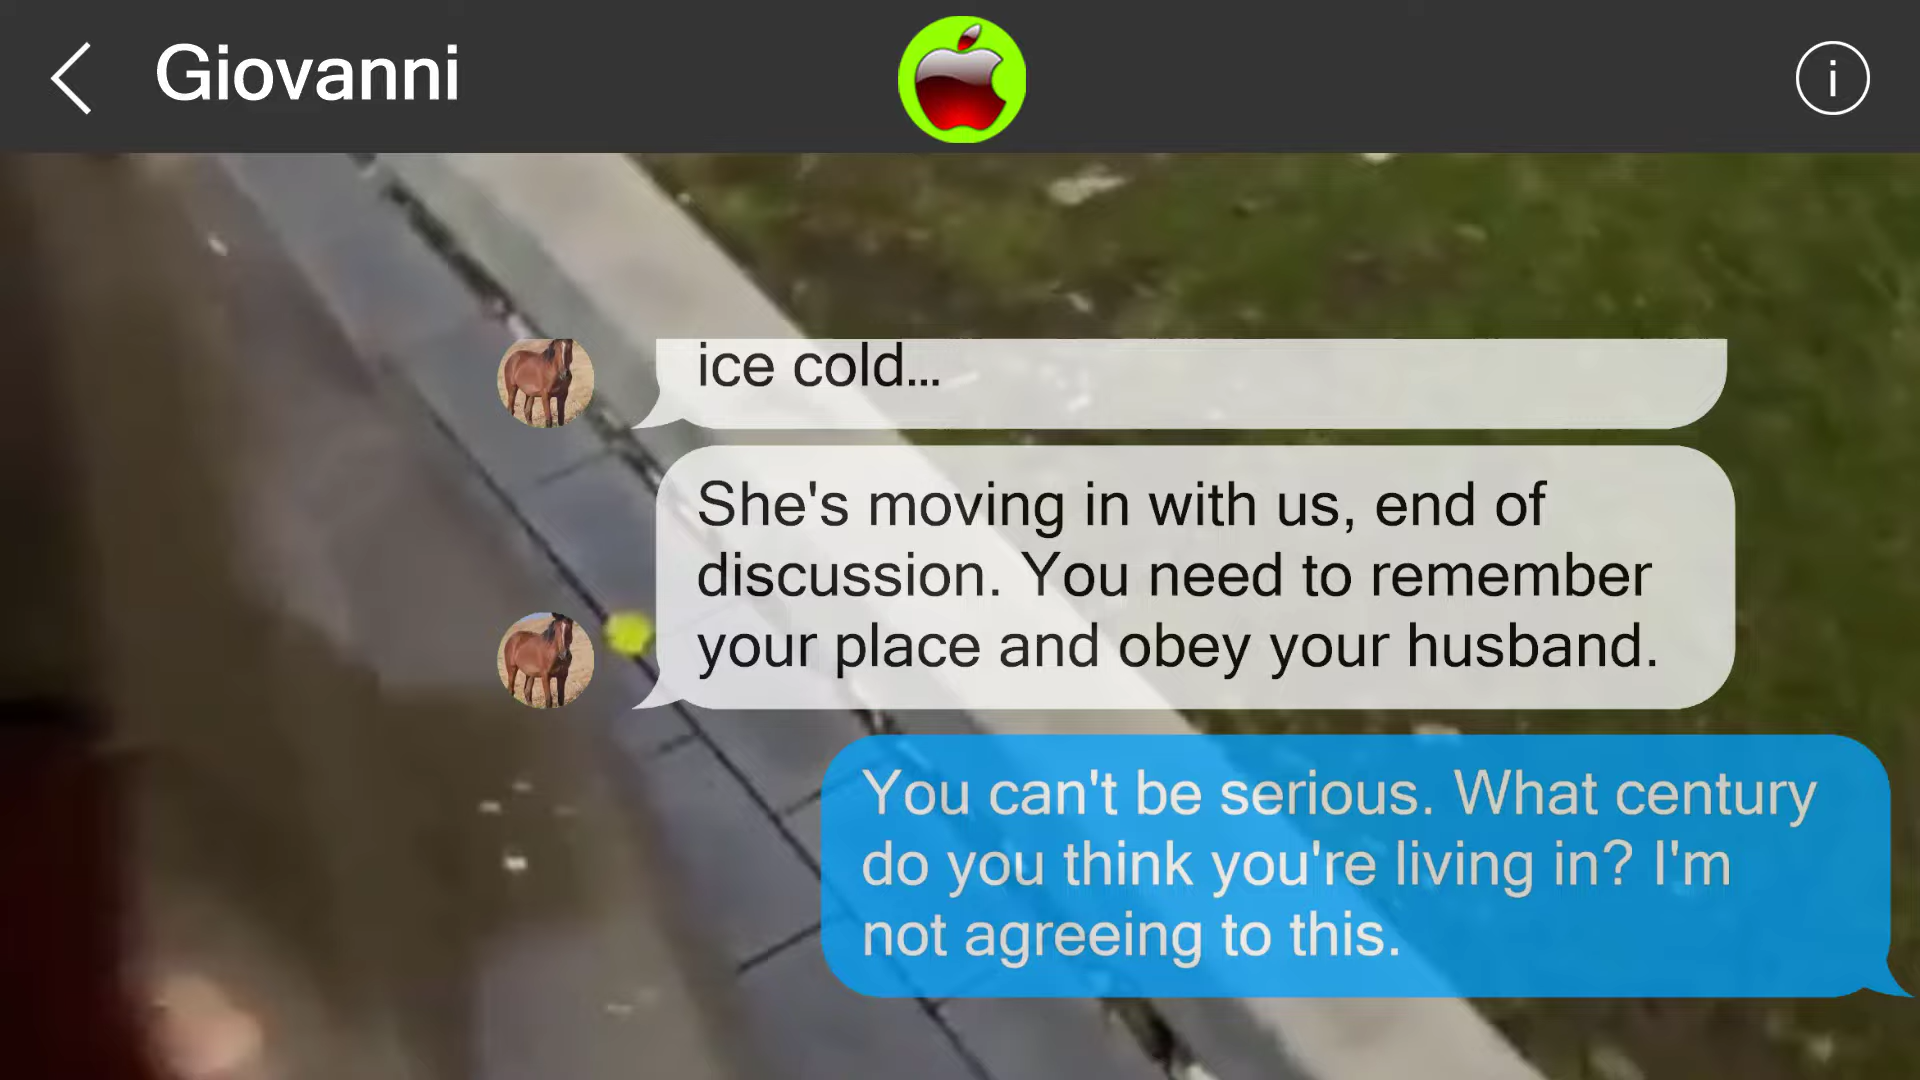 Giovanni
i
ice cold...
She's moving in with us, end of
discussion. You need to remember
your place and obey your husband.
You can't be serious. What century
do you think you're living in? I'm
not agreeing to this.